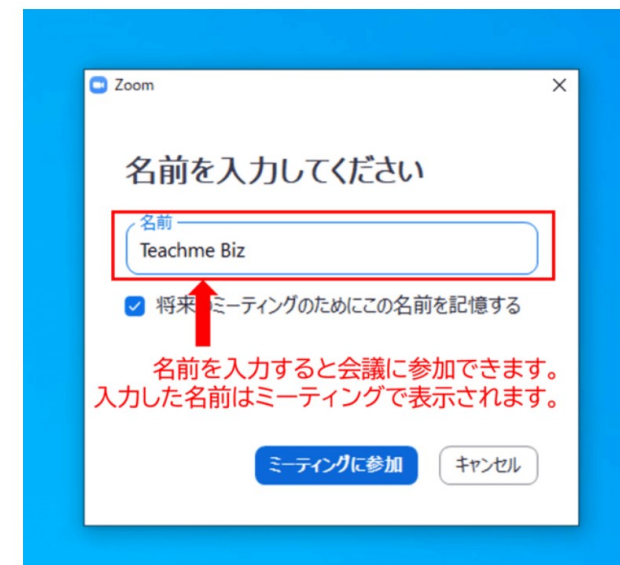 Zoom
名前を入力してください
名前
Teachme Biz
将来のミーティングのためにこの名前を記憶する
名前を入力すると会議に参加できます。
入力した名前はミーティングで表示されます。
ミーティングに参加
キャンセル